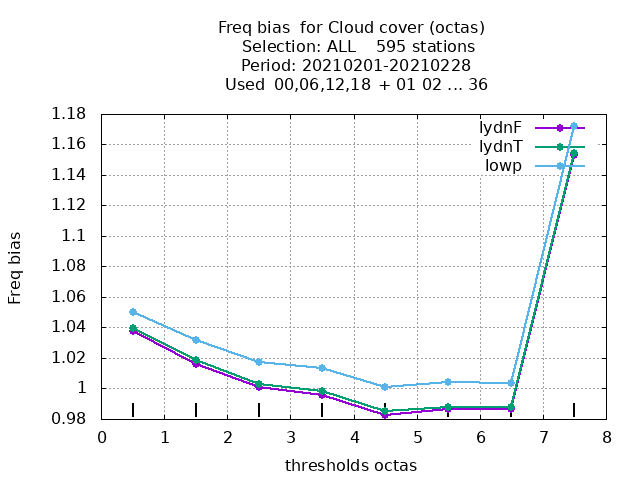 Freq bias  for Cloud cover (octas)
Selection: ALL    595 stations
Period: 20210201-20210228
Used  00,06,12,18  + 01 02 ... 36
1.18
1.16
1.14
1.12
1.1
1.08
1.06
1.04
1.02
1
0.98
Freq bias
lydnF
lydnT
lowp
0 1 2 3 4 5 6 7 8
thresholds octas